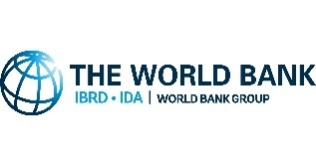 THE WORLD BANK
IBRD • IDA | WORLD BANK GROUP